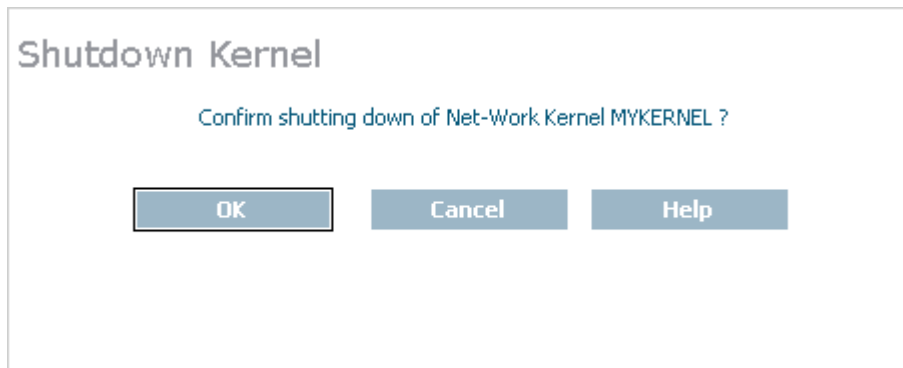 Shutdown Kernel
Confirm shutting down of Net-Work Kernel MYKERNEL ?
OK Cancel Help